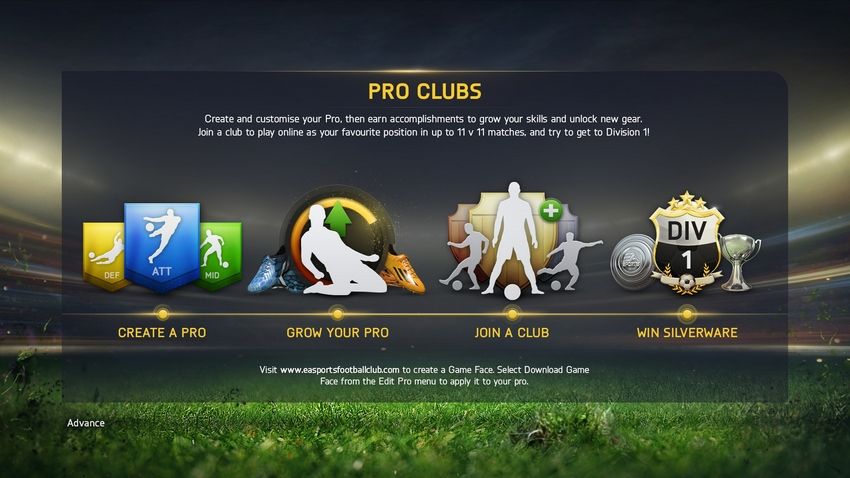 PRO CLUBS
Create and customise your Pro, then earn accomplishments to grow your skills and unlock new gear.
Join a club to play online as your favourite position in up to 11 v 11 matches, and try to get to Division 1!
DEF
ATT
MID
DIV
1
EA
SPORTS
CREATE A PRO
GROW YOUR PRO
JOIN A CLUB
WIN SILVERWARE
Visit www.easportsfootballclub.com to create a Game Face. Select Download Game
Face from the Edit Pro menu to apply it to your pro.
Advance